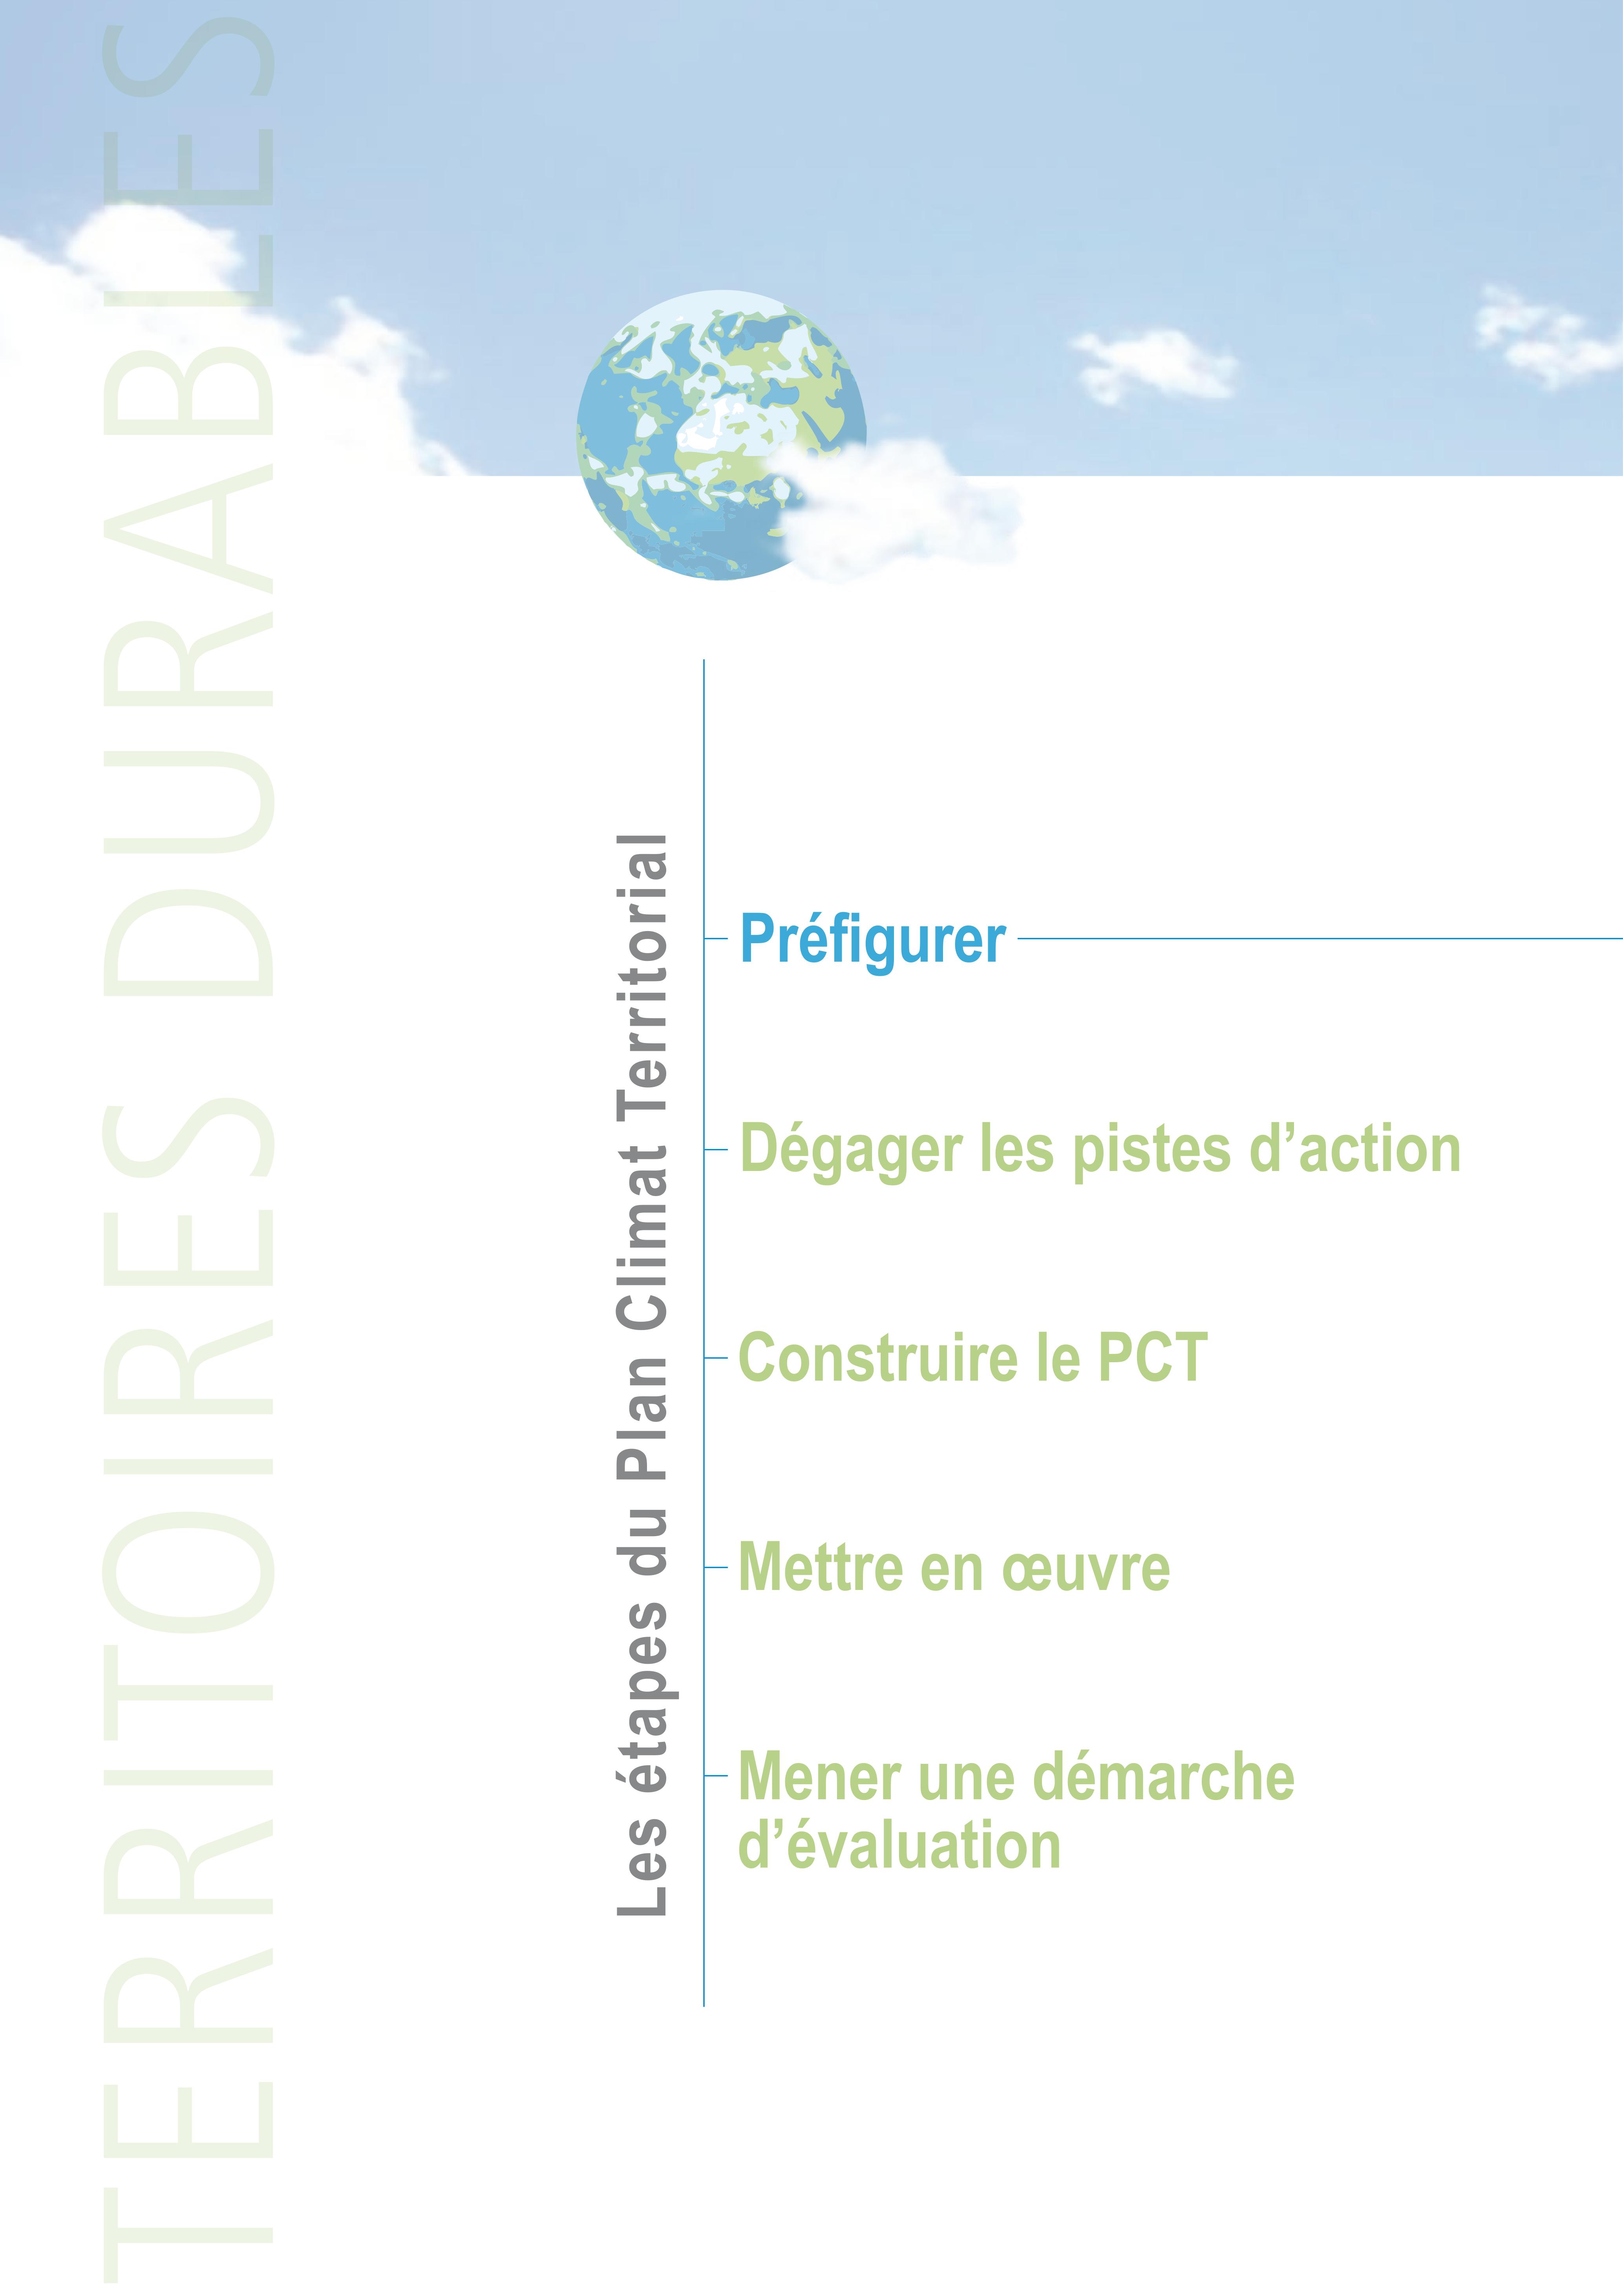 TERRITOIRES DURABLES
Les étapes du Plan Climat Territorial
Préfigurer
Dégager les pistes d’action
Construire le PCT
Mettre en œuvre
Mener une démarche
d’évaluation